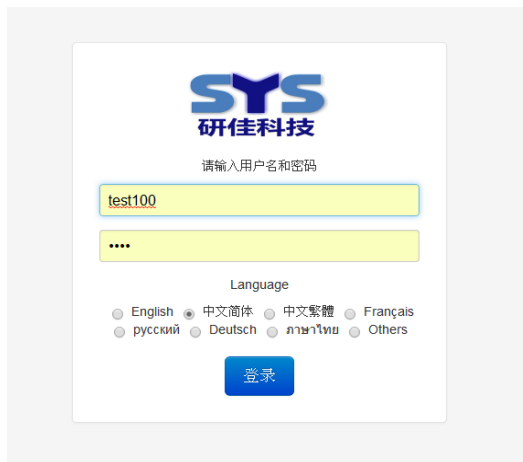 SYS
研佳科技
请输入用户名和密码
test100
••••
Language
English 中文简体 中文繁體 Français
русский Deutsch ภาษาไทย Others
登录